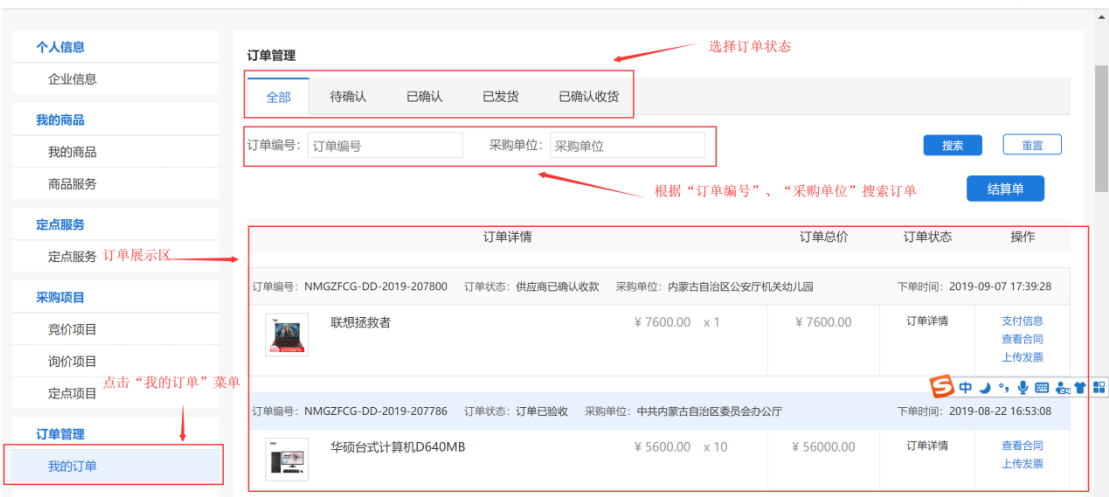 个人信息
企业信息
我的商品
我的商品
商品服务
定点服务
定点服务
订单展示区
采购项目
竞价项目
询价项目
定点项目
点击“我的订单”菜单
订单管理
我的订单
订单管理
选择订单状态
全部 待确认 已确认 已发货 已确认收货
订单编号: 订单编号 采购单位: 采购单位 搜索 重置
根据“订单编号”、“采购单位”搜索订单
结算单
订单详情 订单总价 订单状态 操作
订单编号: NMGZFCG-DD-2019-207800 订单状态: 供应商已确认收款 采购单位: 内蒙古自治区公安厅机关幼儿园 下单时间: 2019-09-07 17:39:28
联想拯救者 ¥ 7600.00 x 1 ¥ 7600.00 订单详情 支付信息
查看合同
上传发票
中
订单编号: NMGZFCG-DD-2019-207786 订单状态: 订单已验收 采购单位: 中共内蒙古自治区委员会办公厅 下单时间: 2019-08-22 16:53:08
华硕台式计算机D640MB ¥ 5600.00 x 10 ¥ 56000.00 订单详情 查看合同
上传发票